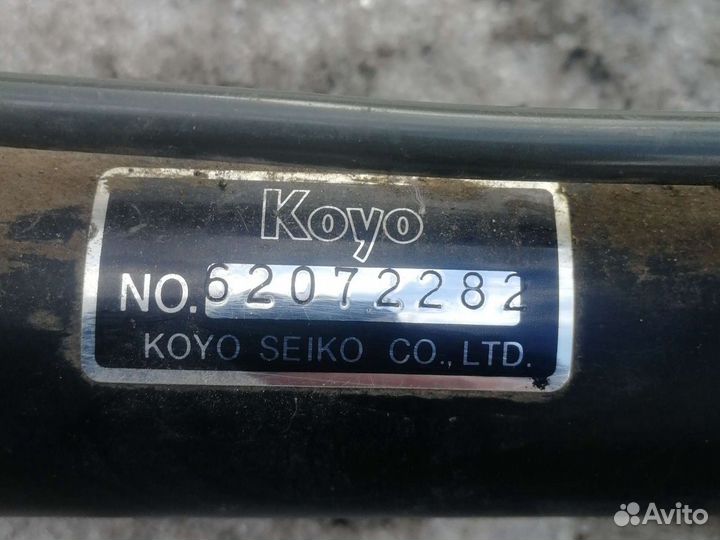 Koyo
NO. 62072282
KOYO SEIKO CO., LTD.
Avito